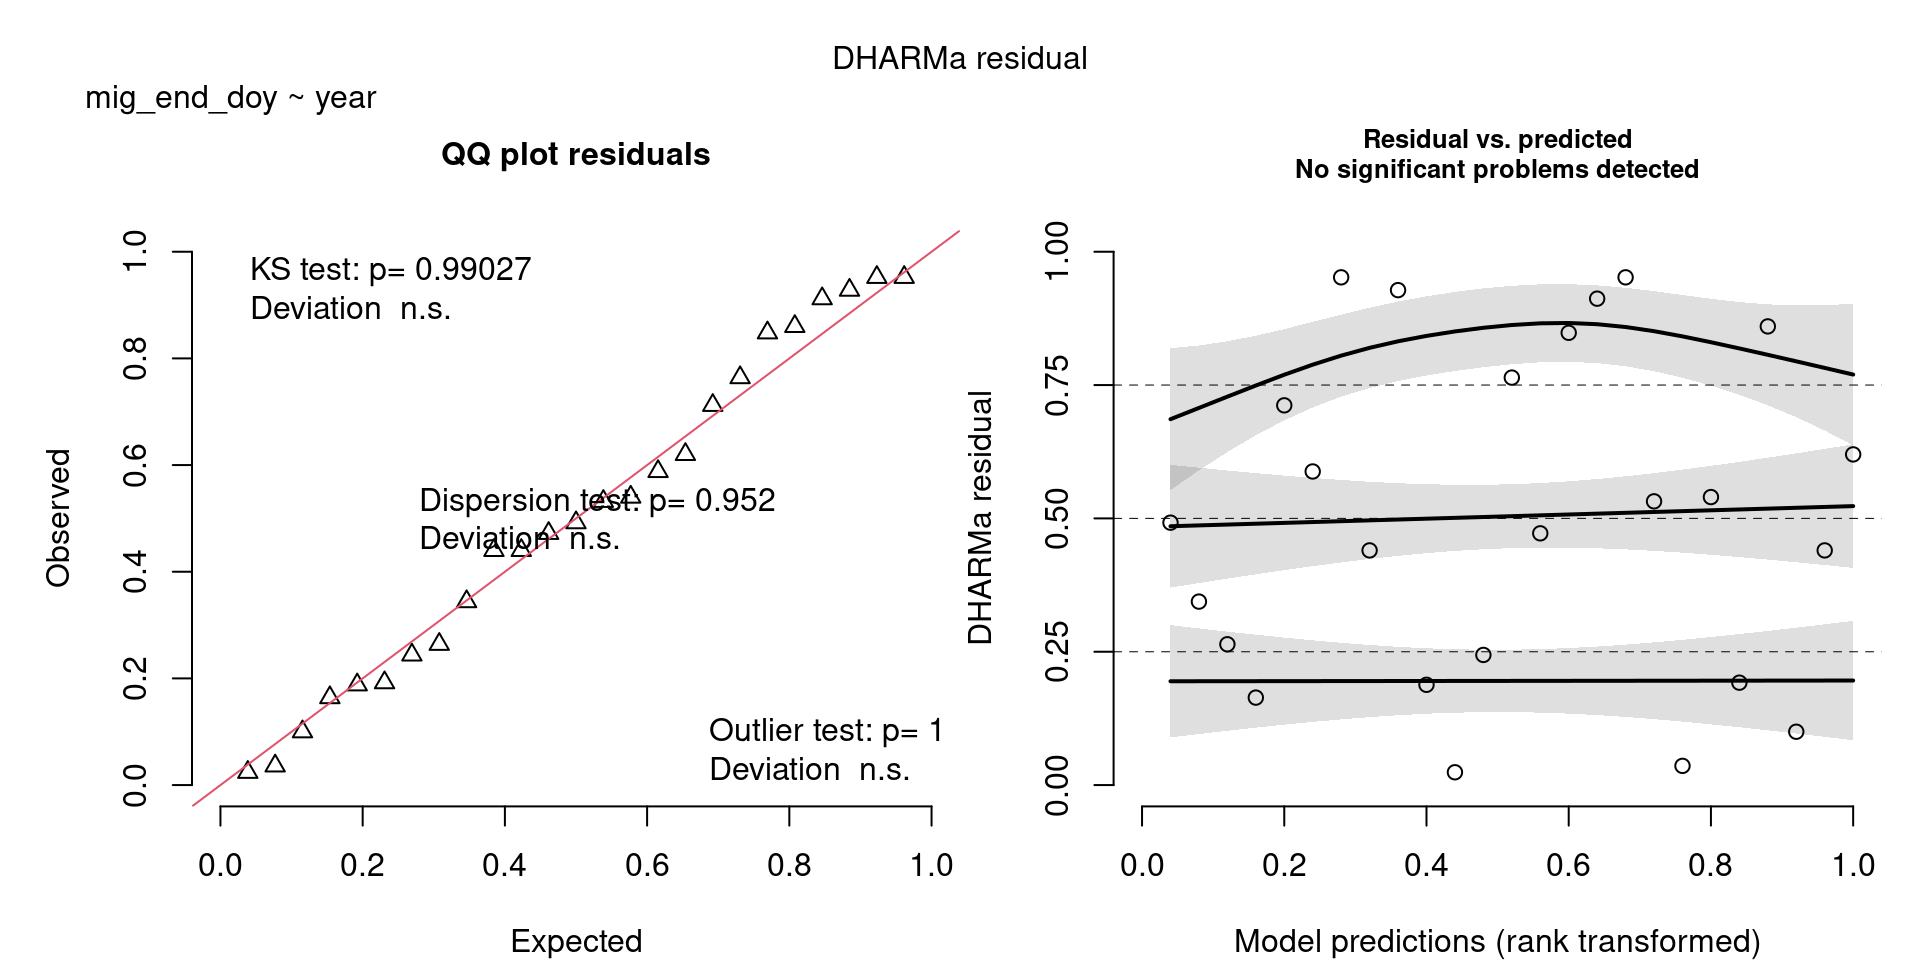 DHARMa residual
mig_end_doy ~ year
QQ plot residuals
KS test: p= 0.99027
Deviation  n.s.
Dispersion test: p= 0.952
Deviation  n.s.
Outlier test: p= 1
Deviation  n.s.
Observed
0.0 0.2 0.4 0.6 0.8 1.0
0.0 0.2 0.4 0.6 0.8 1.0
Expected
Residual vs. predicted
No significant problems detected
DHARMa residual
0.00 0.25 0.50 0.75 1.00
0.0 0.2 0.4 0.6 0.8 1.0
Model predictions (rank transformed)